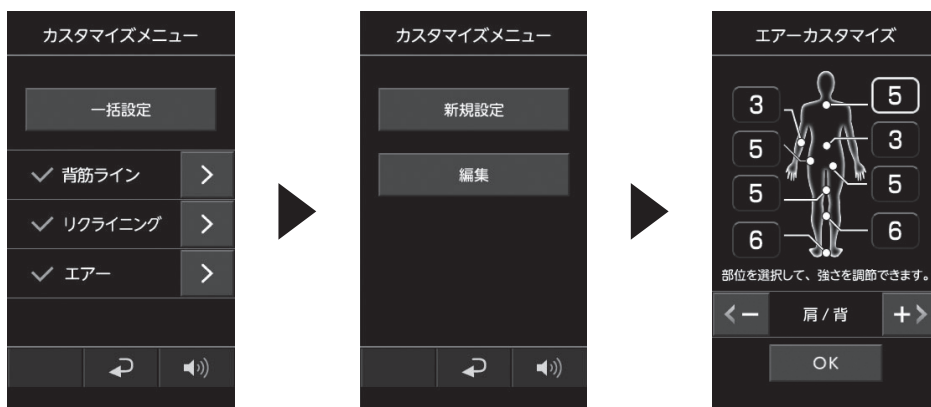 カスタマイズメニュー
一括設定
背筋ライン
リクライニング
エアー
カスタマイズメニュー
新規設定
編集
エアーカスタマイズ
3 5
5 3
5 5
6 6
部位を選択して、強さを調節できます。
肩/背
OK